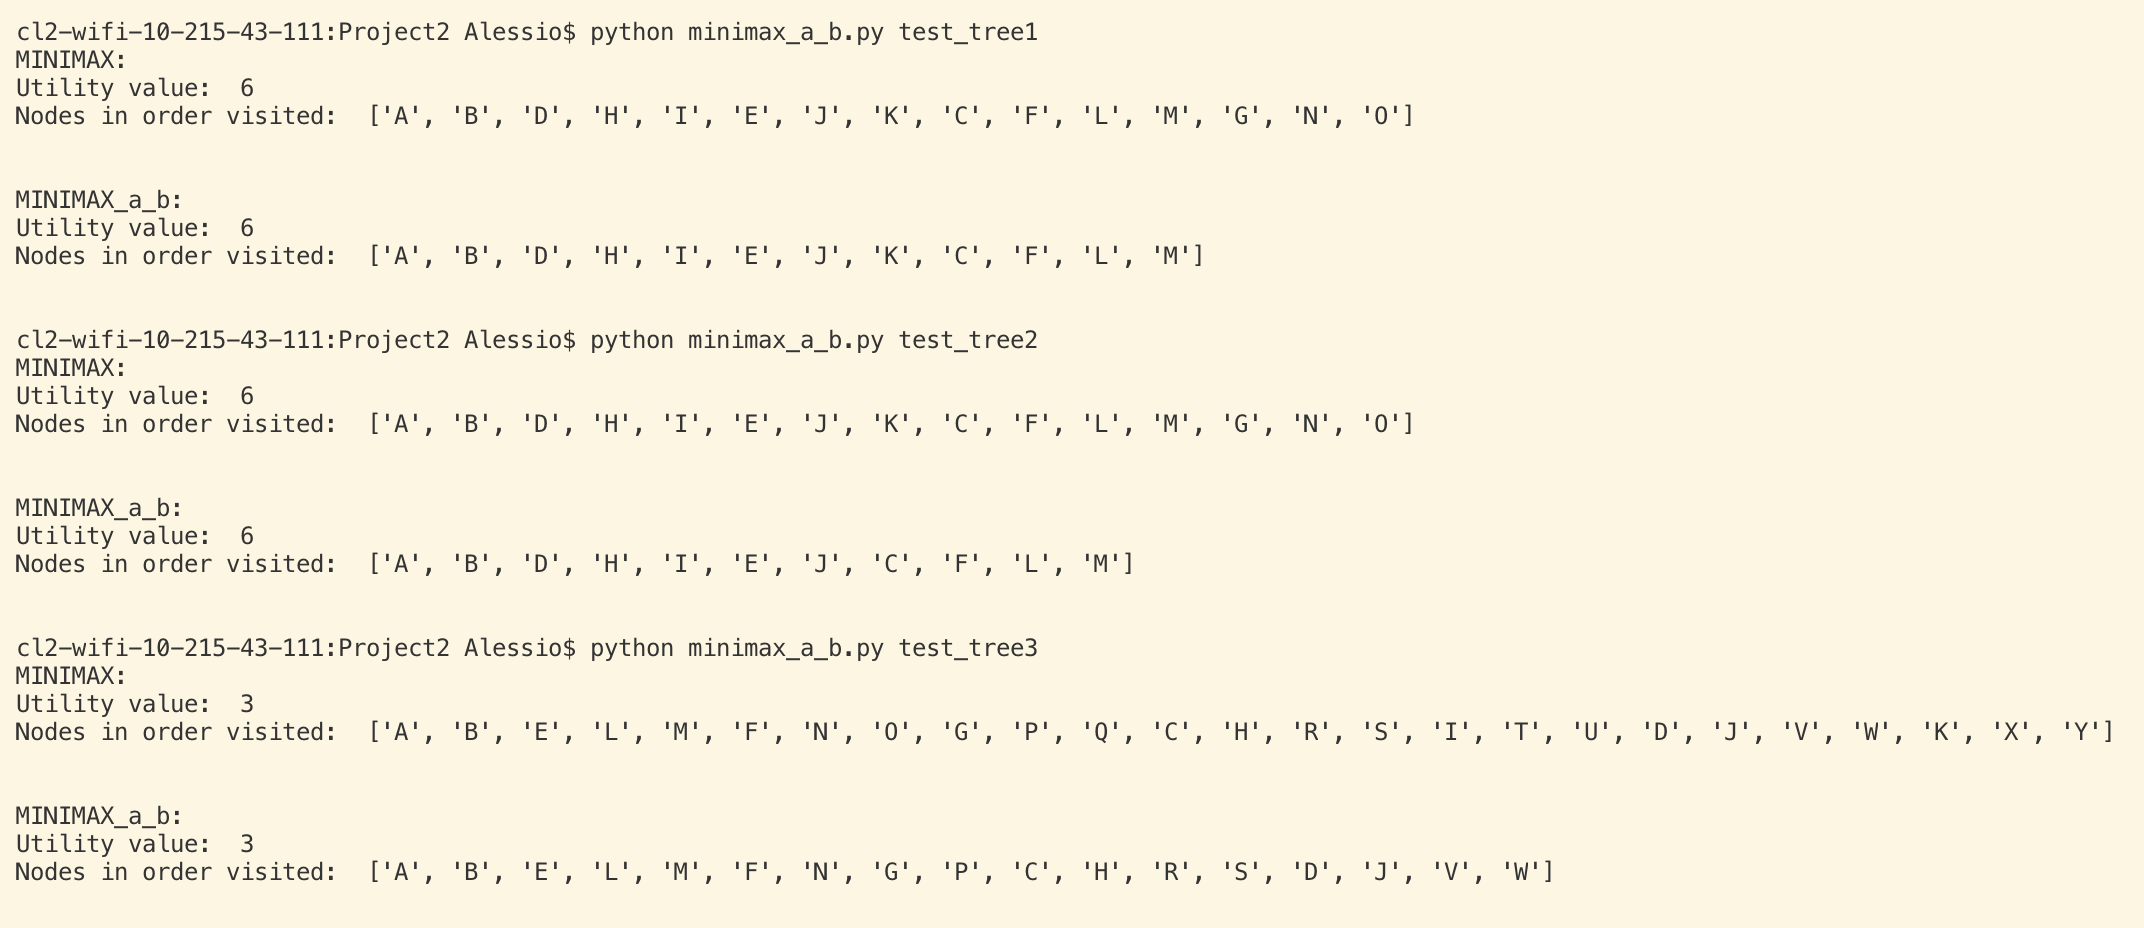 cl2-wifi-10-215-43-111:Project2 Alessio$ python minimax_a_b.py test_tree1
MINIMAX:
Utility value:  6
Nodes in order visited:  ['A', 'B', 'D', 'H', 'I', 'E', 'J', 'K', 'C', 'F', 'L', 'M', 'G', 'N', 'O']
MINIMAX_a_b:
Utility value:  6
Nodes in order visited:  ['A', 'B', 'D', 'H', 'I', 'E', 'J', 'K', 'C', 'F', 'L', 'M']
cl2-wifi-10-215-43-111:Project2 Alessio$ python minimax_a_b.py test_tree2
MINIMAX:
Utility value:  6
Nodes in order visited:  ['A', 'B', 'D', 'H', 'I', 'E', 'J', 'K', 'C', 'F', 'L', 'M', 'G', 'N', 'O']
MINIMAX_a_b:
Utility value:  6
Nodes in order visited:  ['A', 'B', 'D', 'H', 'I', 'E', 'J', 'C', 'F', 'L', 'M']
cl2-wifi-10-215-43-111:Project2 Alessio$ python minimax_a_b.py test_tree3
MINIMAX:
Utility value:  3
Nodes in order visited:  ['A', 'B', 'E', 'L', 'M', 'F', 'N', 'O', 'G', 'P', 'Q', 'C', 'H', 'R', 'S', 'I', 'T', 'U', 'D', 'J', 'V', 'W', 'K', 'X', 'Y']
MINIMAX_a_b:
Utility value:  3
Nodes in order visited:  ['A', 'B', 'E', 'L', 'M', 'F', 'N', 'G', 'P', 'C', 'H', 'R', 'S', 'D', 'J', 'V', 'W']